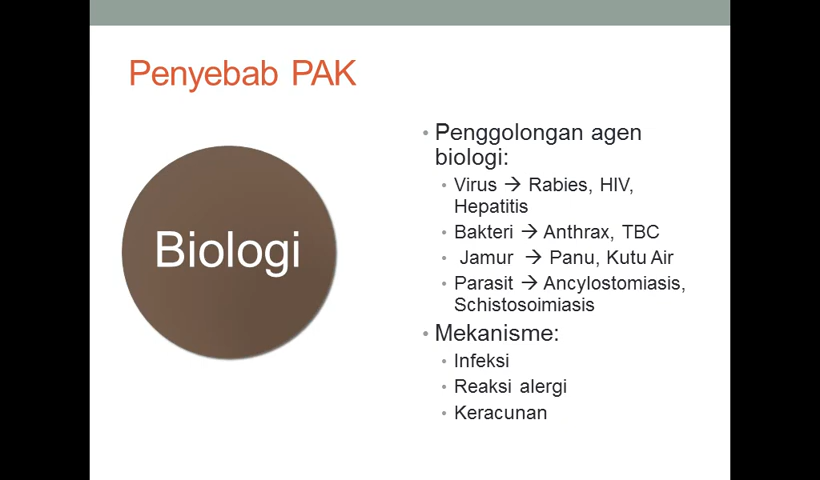 Penyebab PAK
Biologi
• Penggolongan agen
biologi:
• Virus → Rabies, HIV,
Hepatitis
• Bakteri → Anthrax, TBC
• Jamur → Panu, Kutu Air
• Parasit → Ancylostomiasis,
Schistosoimiasis
• Mekanisme:
• Infeksi
• Reaksi alergi
• Keracunan